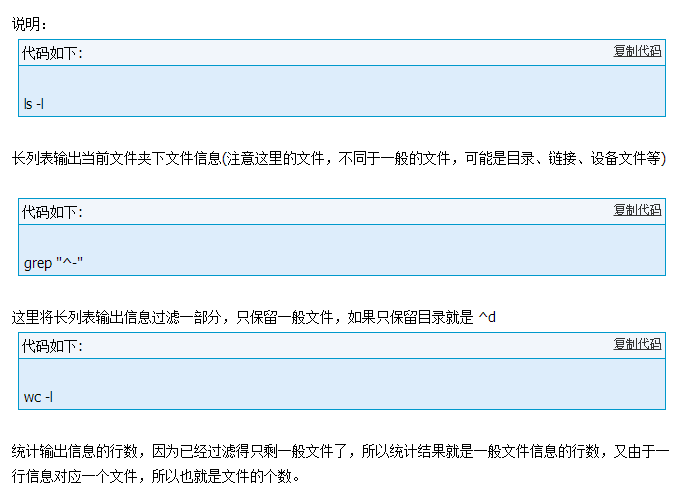 说明：
代码如下:
复制代码
ls -l
长列表输出当前文件夹下文件信息(注意这里的文件，不同于一般的文件，可能是目录、链接、设备文件等)
代码如下:
复制代码
grep "^-"
这里将长列表输出信息过滤一部分，只保留一般文件，如果只保留目录就是 ^d
代码如下:
复制代码
wc -l
统计输出信息的行数，因为已经过滤得只剩一般文件了，所以统计结果就是一般文件信息的行数，又由于一
行信息对应一个文件，所以也就是文件的个数。